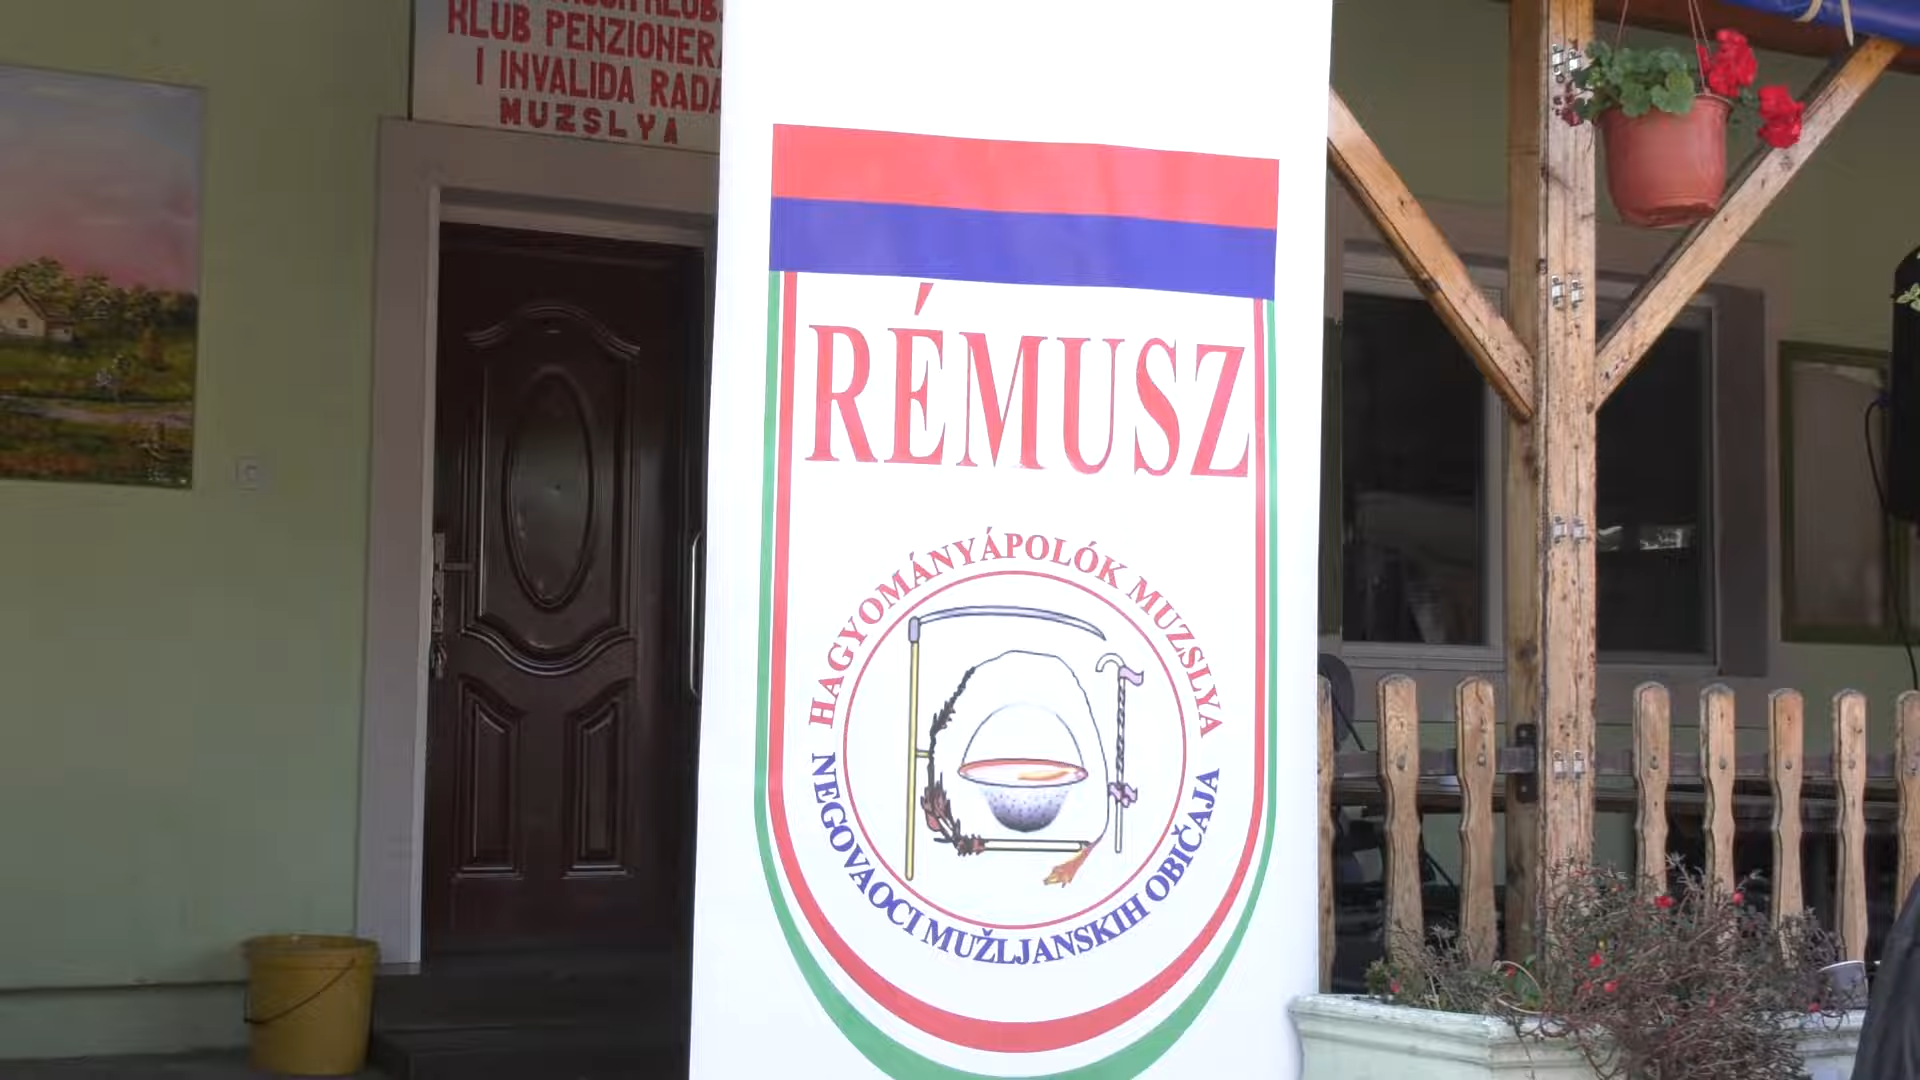 KLUB PENZIONERA
I INVALIDA RADA
MUZSLYA
RÉMUSZ
HAGYOMÁNYÁPOLÓK MUZSLYA
NEGOVAOCI MUŽLJANSKIH OBIČAJA